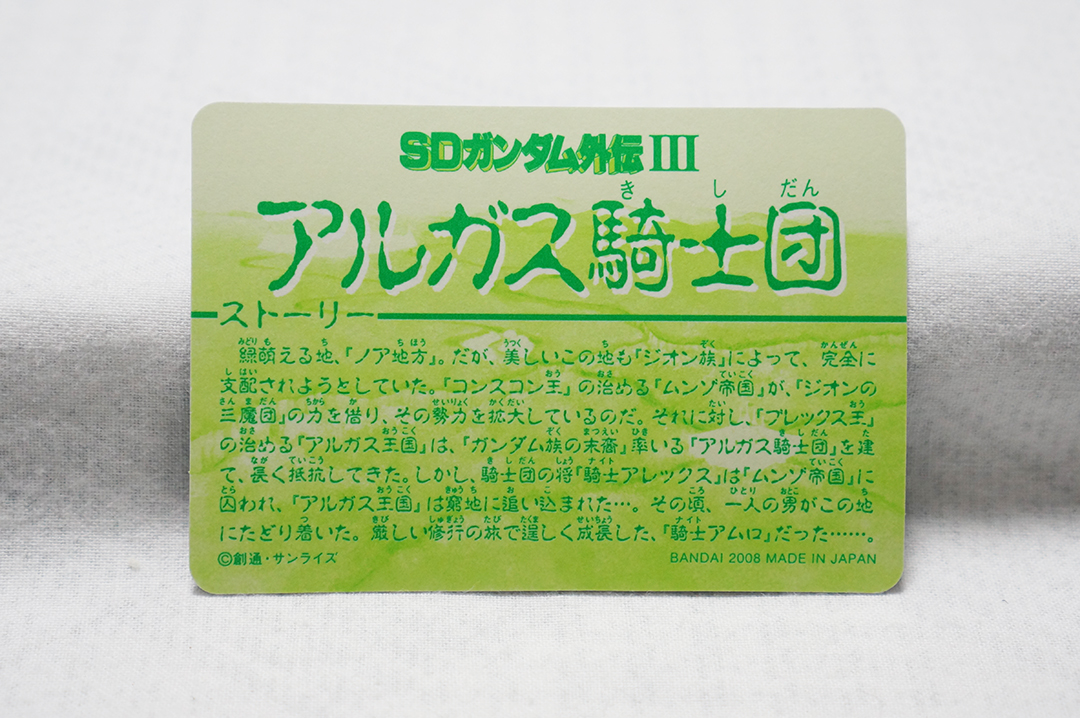 SDガンダム外伝III
アルガス騎士団
ストーリー
緑萌える地、『ノア地方』。だが、美しいこの地も『ジオン族』によって、完全に
支配されようとしていた。『コンスコン王』の治める『ムンゾ帝国』が、『ジオンの
三魔団』の力を借り、その勢力を拡大しているのだ。それに対し、『ブレックス王』
の治める『アルガス王国』は、『ガンダム族の末裔』率いる『アルガス騎士団』を建
て、長く抵抗してきた。しかし、騎士団の将『騎士アレックス』は『ムンゾ帝国』に
囚われ、『アルガス王国』は窮地に追い込まれた…。その頃、一人の男がこの地
にたどり着いた。厳しい修行の旅で逞しく成長した、『騎士アムロ』だった……。
©創通・サンライズ
BANDAI 2008 MADE IN JAPAN